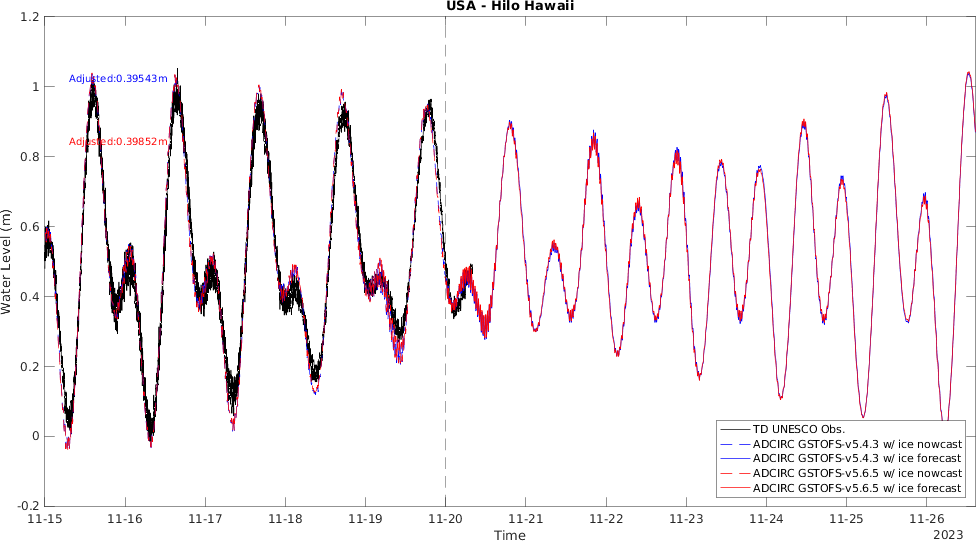 USA - Hilo Hawaii
1.2
1
0.8
0.6
0.4
0.2
0
-0.2
Water Level (m)
Adjusted:0.39543m
Adjusted:0.39852m
TD UNESCO Obs.
ADCIRC GSTOFS-v5.4.3 w/ ice nowcast
ADCIRC GSTOFS-v5.4.3 w/ ice forecast
ADCIRC GSTOFS-v5.6.5 w/ ice nowcast
ADCIRC GSTOFS-v5.6.5 w/ ice forecast
11-15 11-16 11-17 11-18 11-19 11-20 11-21 11-22 11-23 11-24 11-25 11-26
Time
2023